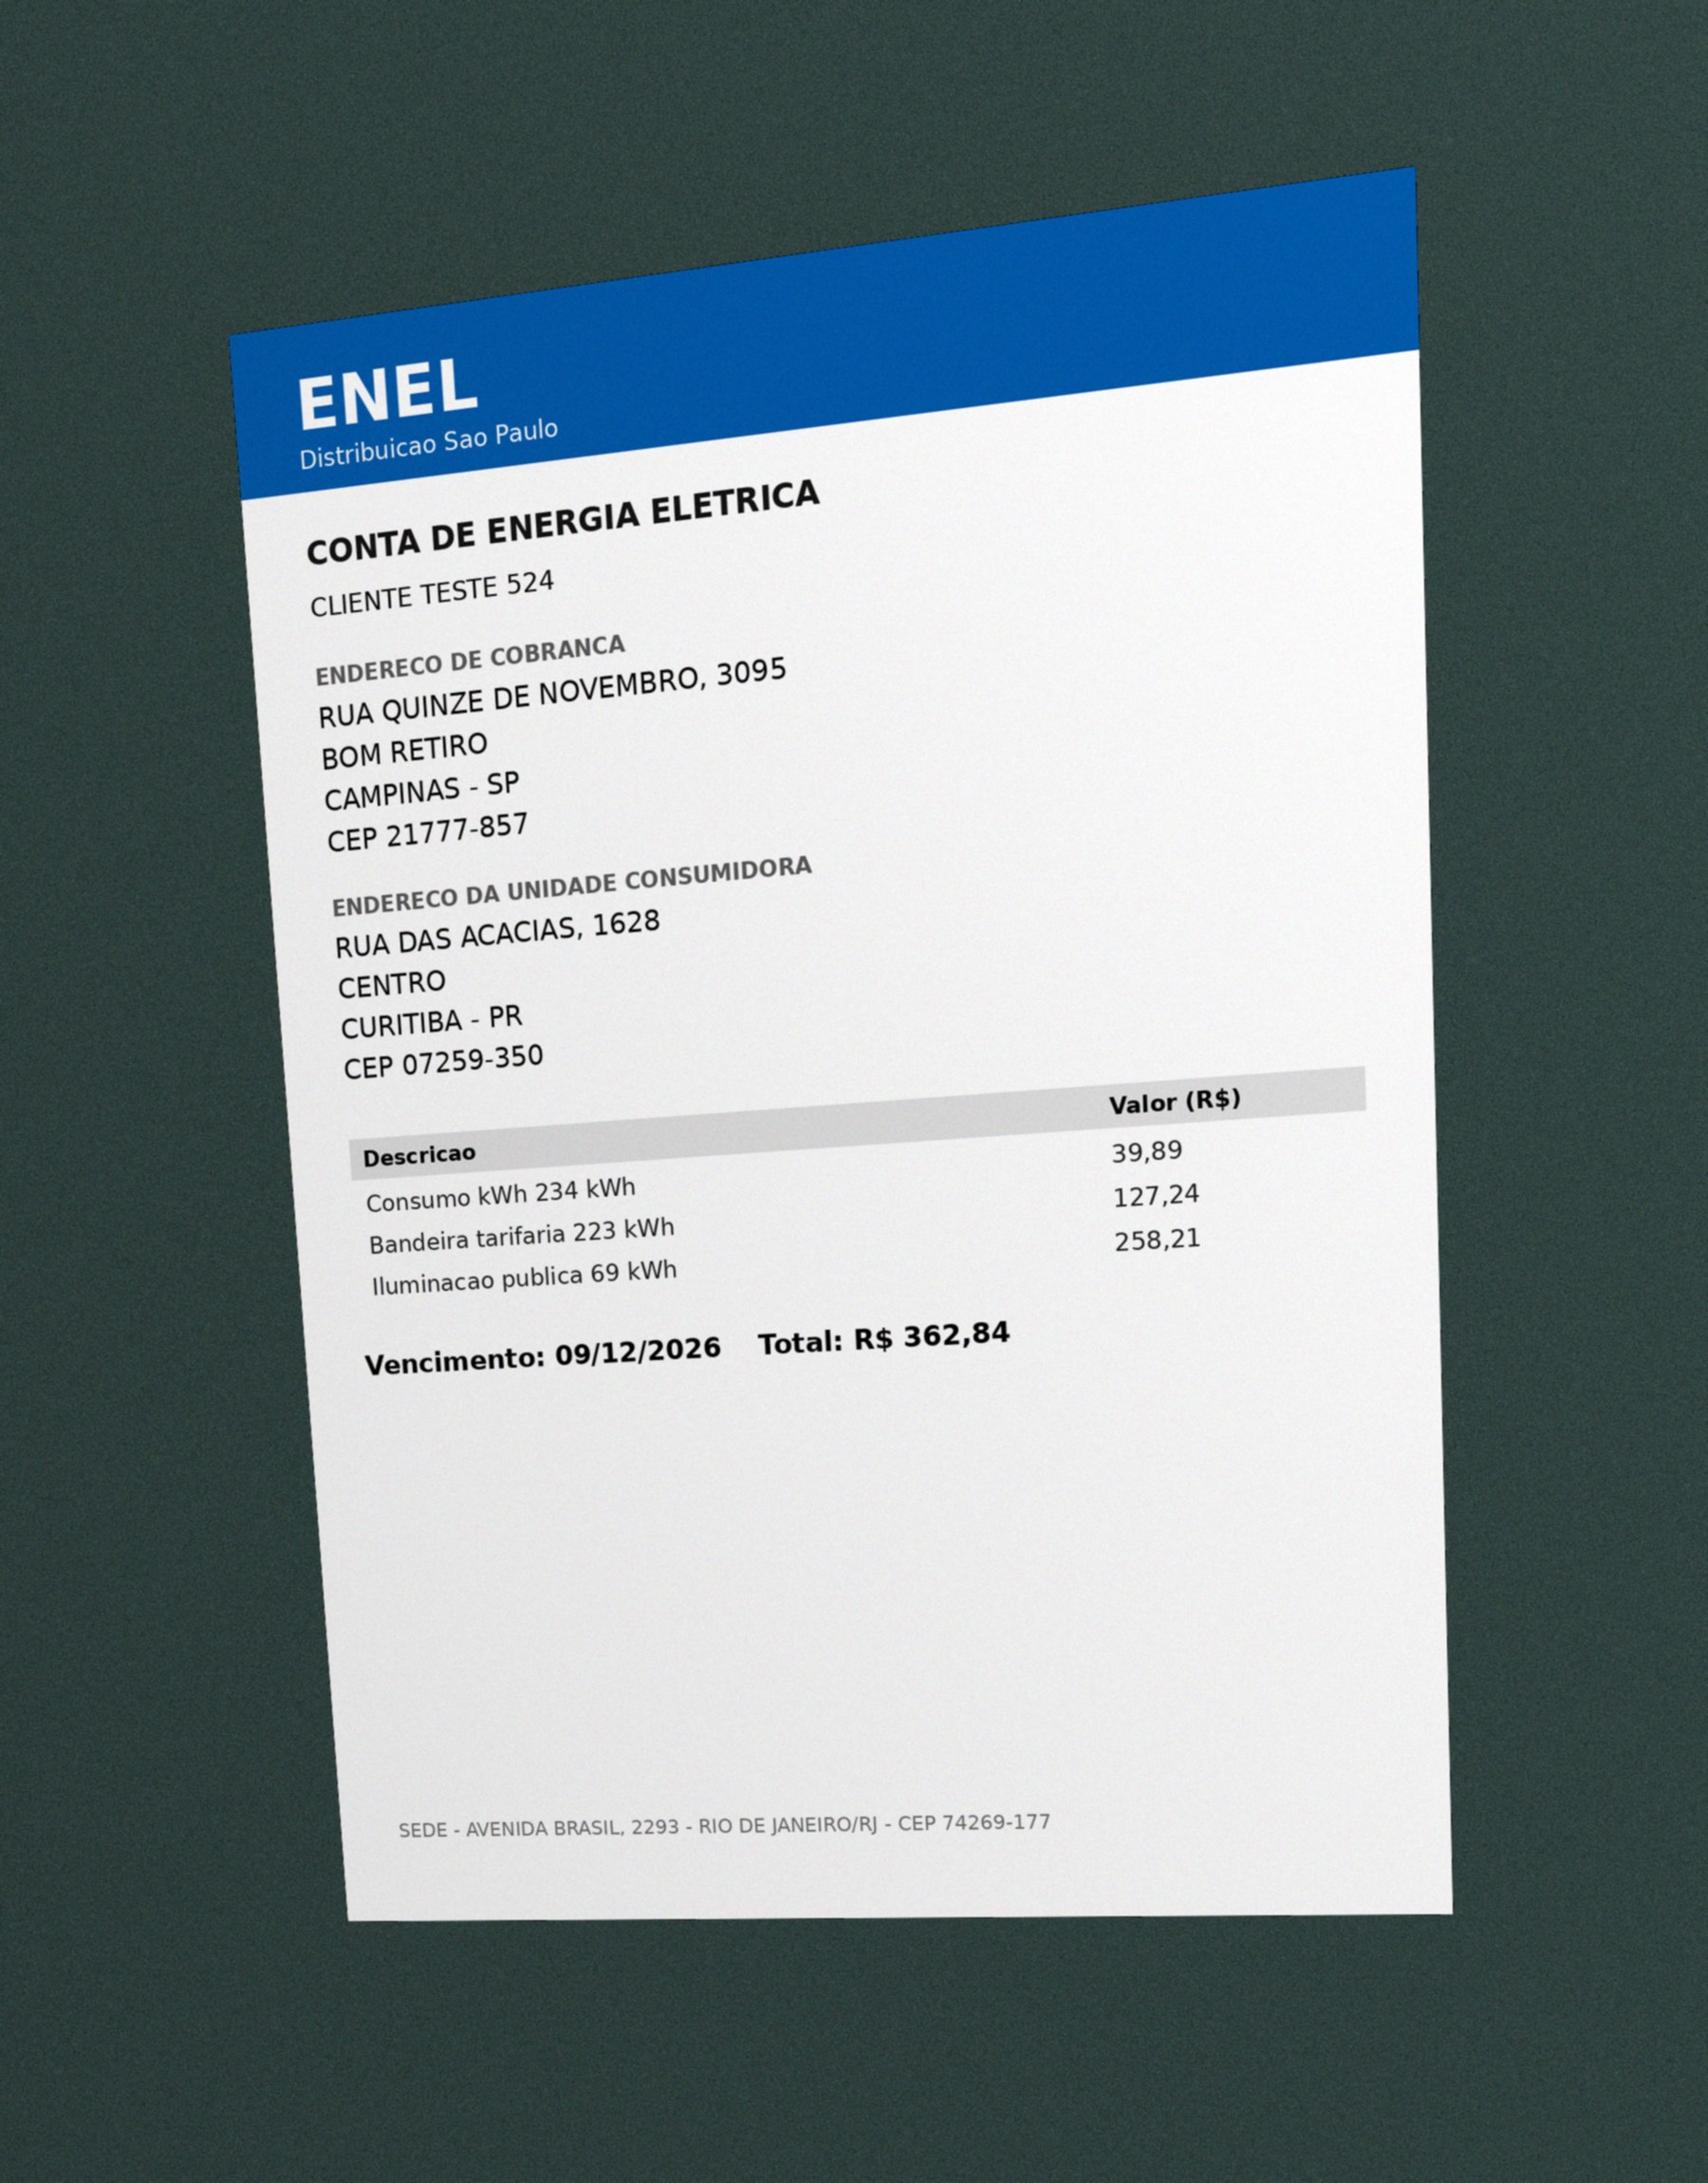 ENEL
Distribuicao Sao Paulo
CONTA DE ENERGIA ELETRICA
CLIENTE TESTE 524
ENDERECO DE COBRANCA
RUA QUINZE DE NOVEMBRO, 3095
BOM RETIRO
CAMPINAS - SP
CEP 21777-857
ENDERECO DA UNIDADE CONSUMIDORA
RUA DAS ACACIAS, 1628
CENTRO
CURITIBA - PR
CEP 07259-350
Descricao Valor (R$)
Consumo kWh 234 kWh 39,89
Bandeira tarifaria 223 kWh 127,24
Iluminacao publica 69 kWh 258,21
Vencimento: 09/12/2026 Total: R$ 362,84
SEDE - AVENIDA BRASIL, 2293 - RIO DE JANEIRO/RJ - CEP 74269-177